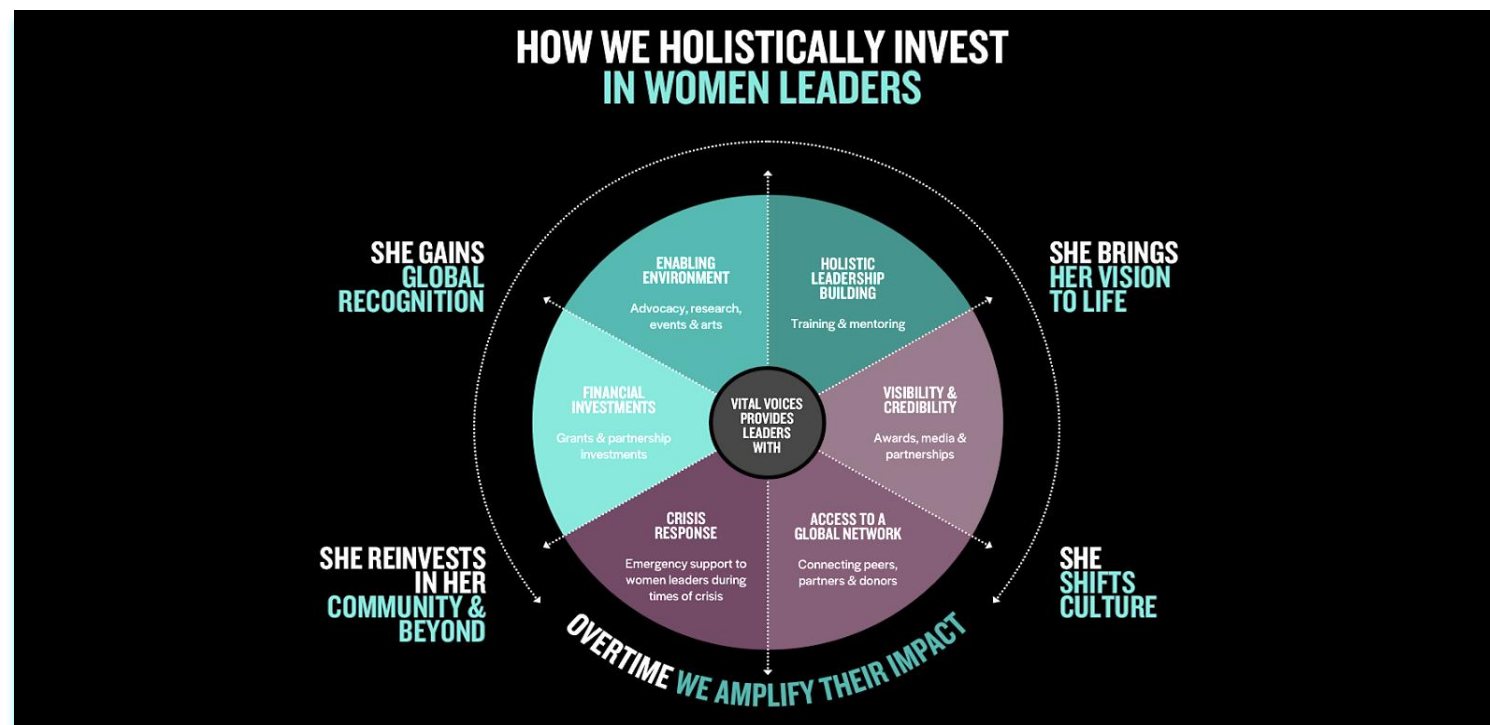 HOW WE HOLISTICALLY INVEST
IN WOMEN LEADERS
SHE GAINS
GLOBAL
RECOGNITION
SHE BRINGS
HER VISION
TO LIFE
ENABLING
ENVIRONMENT
Advocacy, research,
events & arts
HOLISTIC
LEADERSHIP
BUILDING
Training & mentoring
FINANCIAL
INVESTMENTS
Grants & partnership
investments
VITAL VOICES
PROVIDES
LEADERS
WITH
VISIBILITY &
CREDIBILITY
Awards, media &
partnerships
CRISIS
RESPONSE
Emergency support to
women leaders during
times of crisis
ACCESS TO A
GLOBAL NETWORK
Connecting peers,
partners & donors
SHE REINVESTS
IN HER
COMMUNITY &
BEYOND
SHE
SHIFTS
CULTURE
OVERTIME WE AMPLIFY THEIR IMPACT